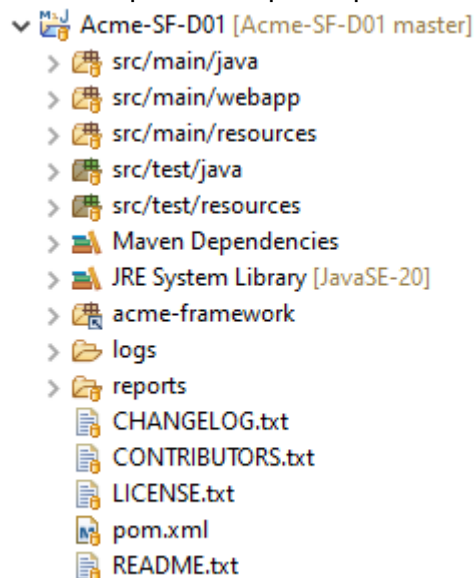 Acme-SF-D01 [Acme-SF-D01 master]
src/main/java
src/main/webapp
src/main/resources
src/test/java
src/test/resources
Maven Dependencies
JRE System Library [JavaSE-20]
acme-framework
logs
reports
CHANGELOG.txt
CONTRIBUTORS.txt
LICENSE.txt
pom.xml
README.txt